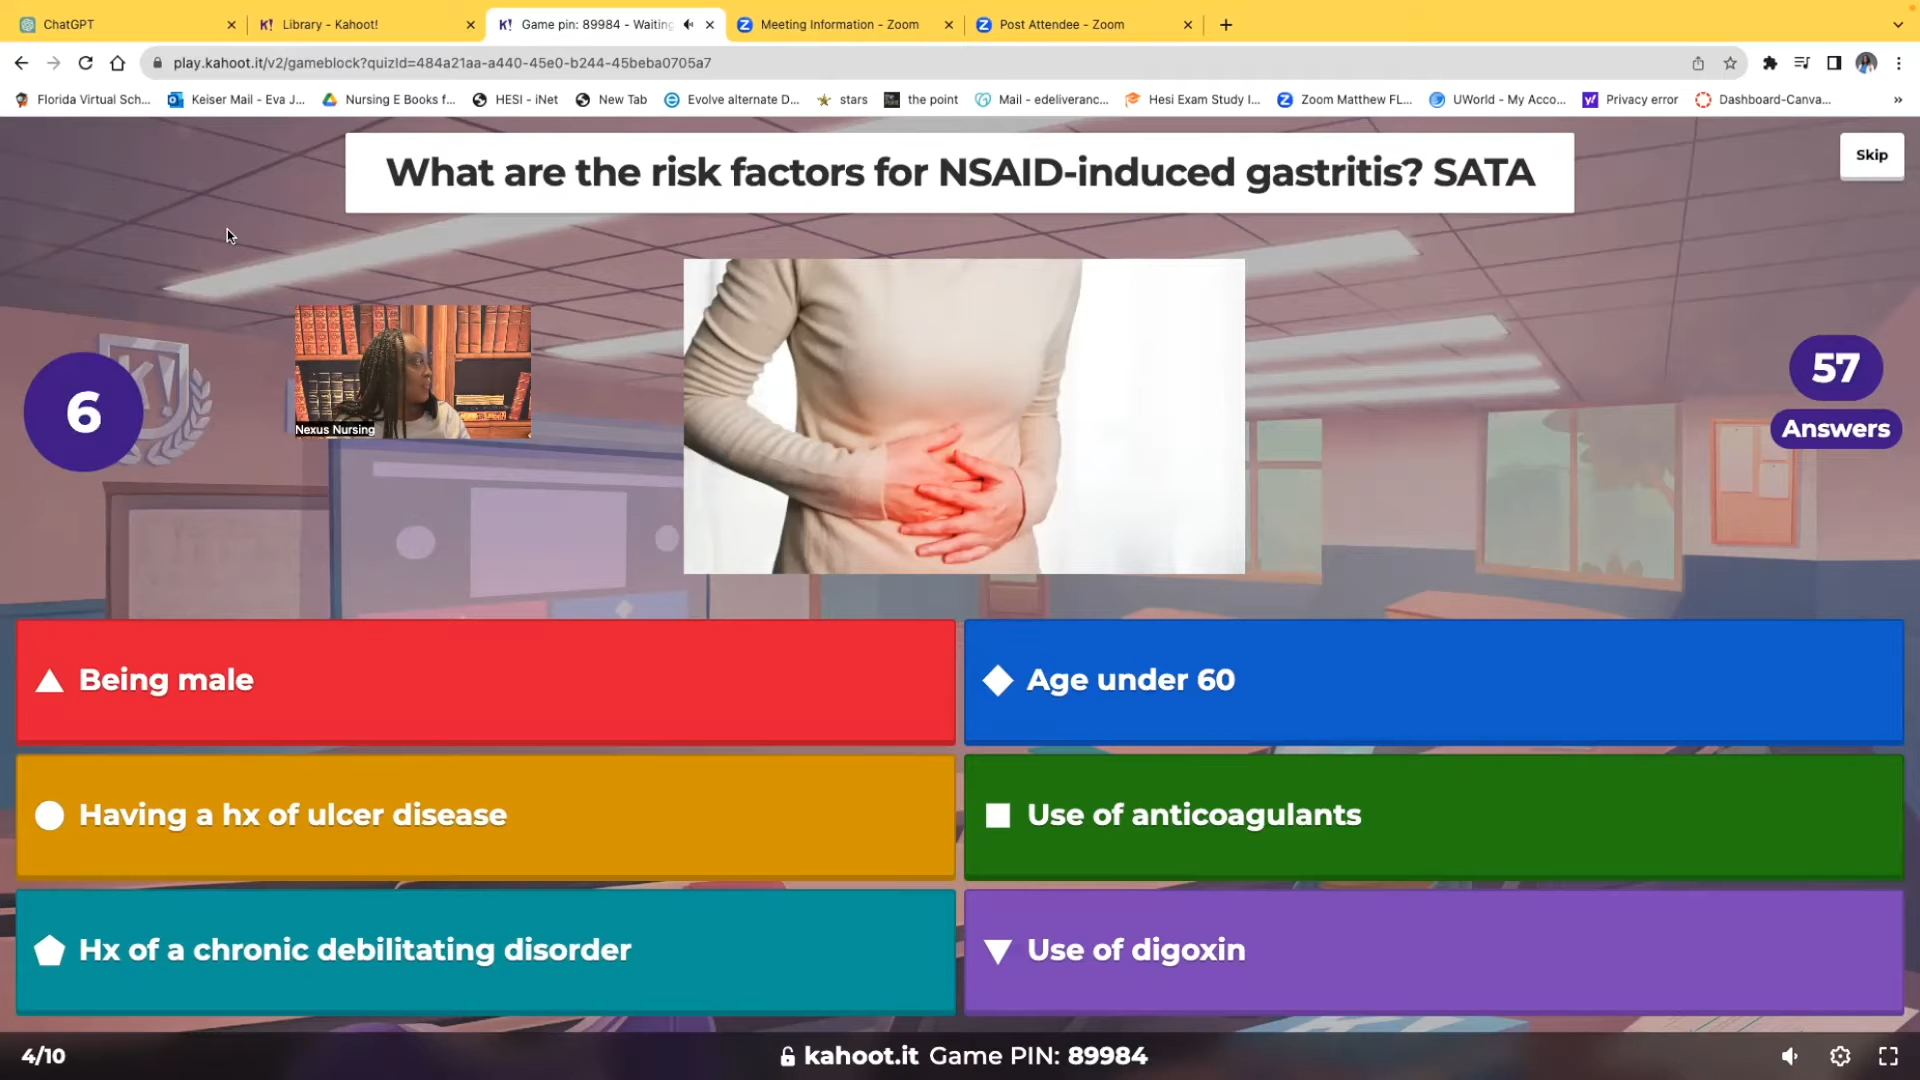 ChatGPT
Library - Kahoot!
Game pin: 89984 - Waiting
Meeting Information - Zoom
Post Attendee - Zoom
play.kahoot.it/v2/gameblock?quizId=484a21aa-a440-45e0-b244-45beba0705a7
Florida Virtual Sch...
Keiser Mail - Eva J...
Nursing E Books f...
HESI - iNet
New Tab
Evolve alternate D...
stars
the point
Mail - edeliveranc...
Hesi Exam Study I...
Zoom Matthew FL...
UWorld - My Acco...
Privacy error
Dashboard-Canva...
What are the risk factors for NSAID-induced gastritis? SATA
Skip
6
Nexus Nursing
57
Answers
Being male
Age under 60
Having a hx of ulcer disease
Use of anticoagulants
Hx of a chronic debilitating disorder
Use of digoxin
4/10
kahoot.it Game PIN: 89984